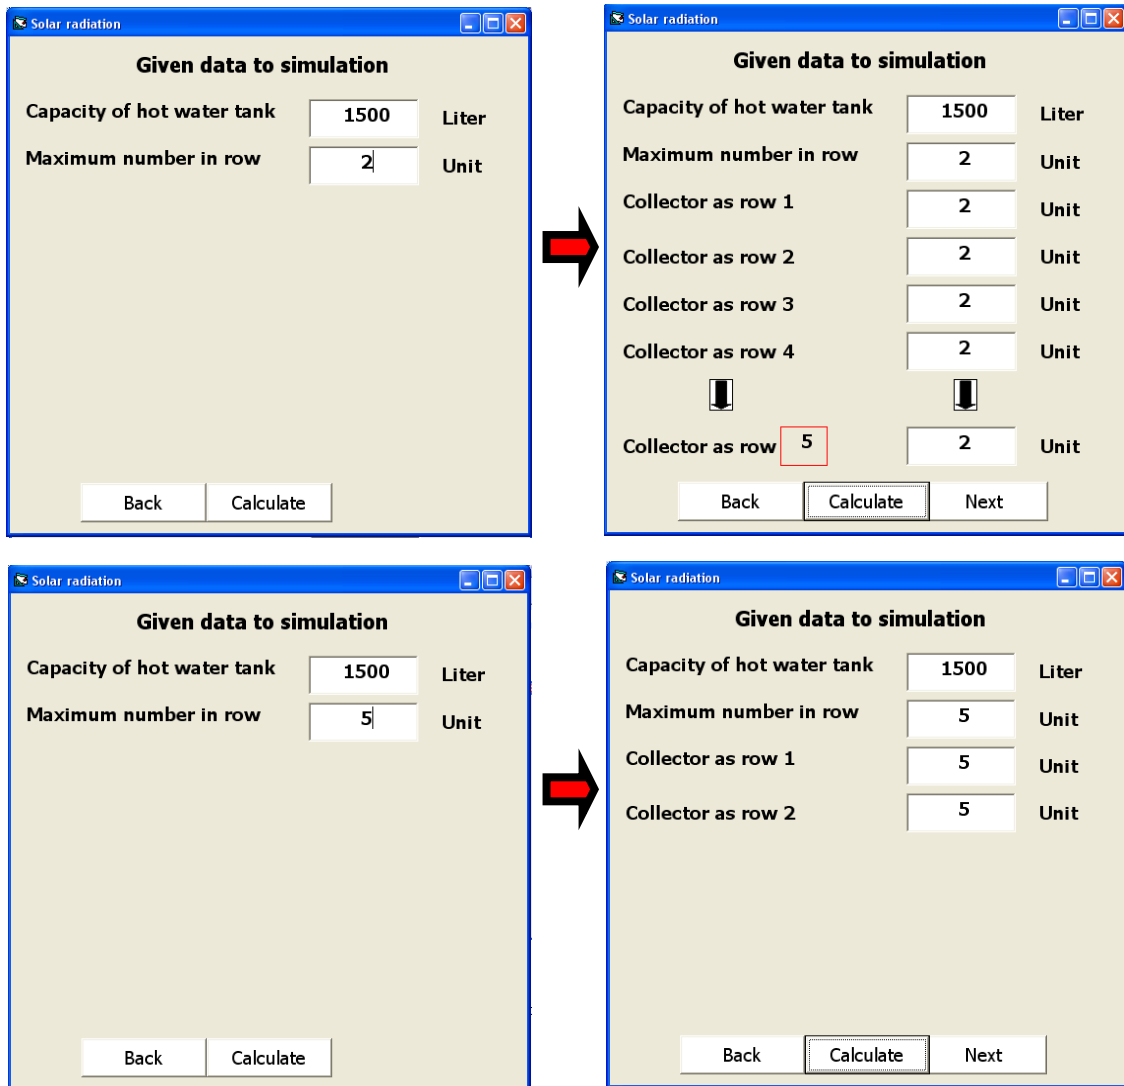 Solar radiation
Given data to simulation
Capacity of hot water tank 1500 Liter
Maximum number in row 2 Unit
Back Calculate
Solar radiation
Given data to simulation
Capacity of hot water tank 1500 Liter
Maximum number in row 2 Unit
Collector as row 1 2 Unit
Collector as row 2 2 Unit
Collector as row 3 2 Unit
Collector as row 4 2 Unit
Collector as row 5 2 Unit
Back Calculate Next
Solar radiation
Given data to simulation
Capacity of hot water tank 1500 Liter
Maximum number in row 5 Unit
Back Calculate
Solar radiation
Given data to simulation
Capacity of hot water tank 1500 Liter
Maximum number in row 5 Unit
Collector as row 1 5 Unit
Collector as row 2 5 Unit
Back Calculate Next